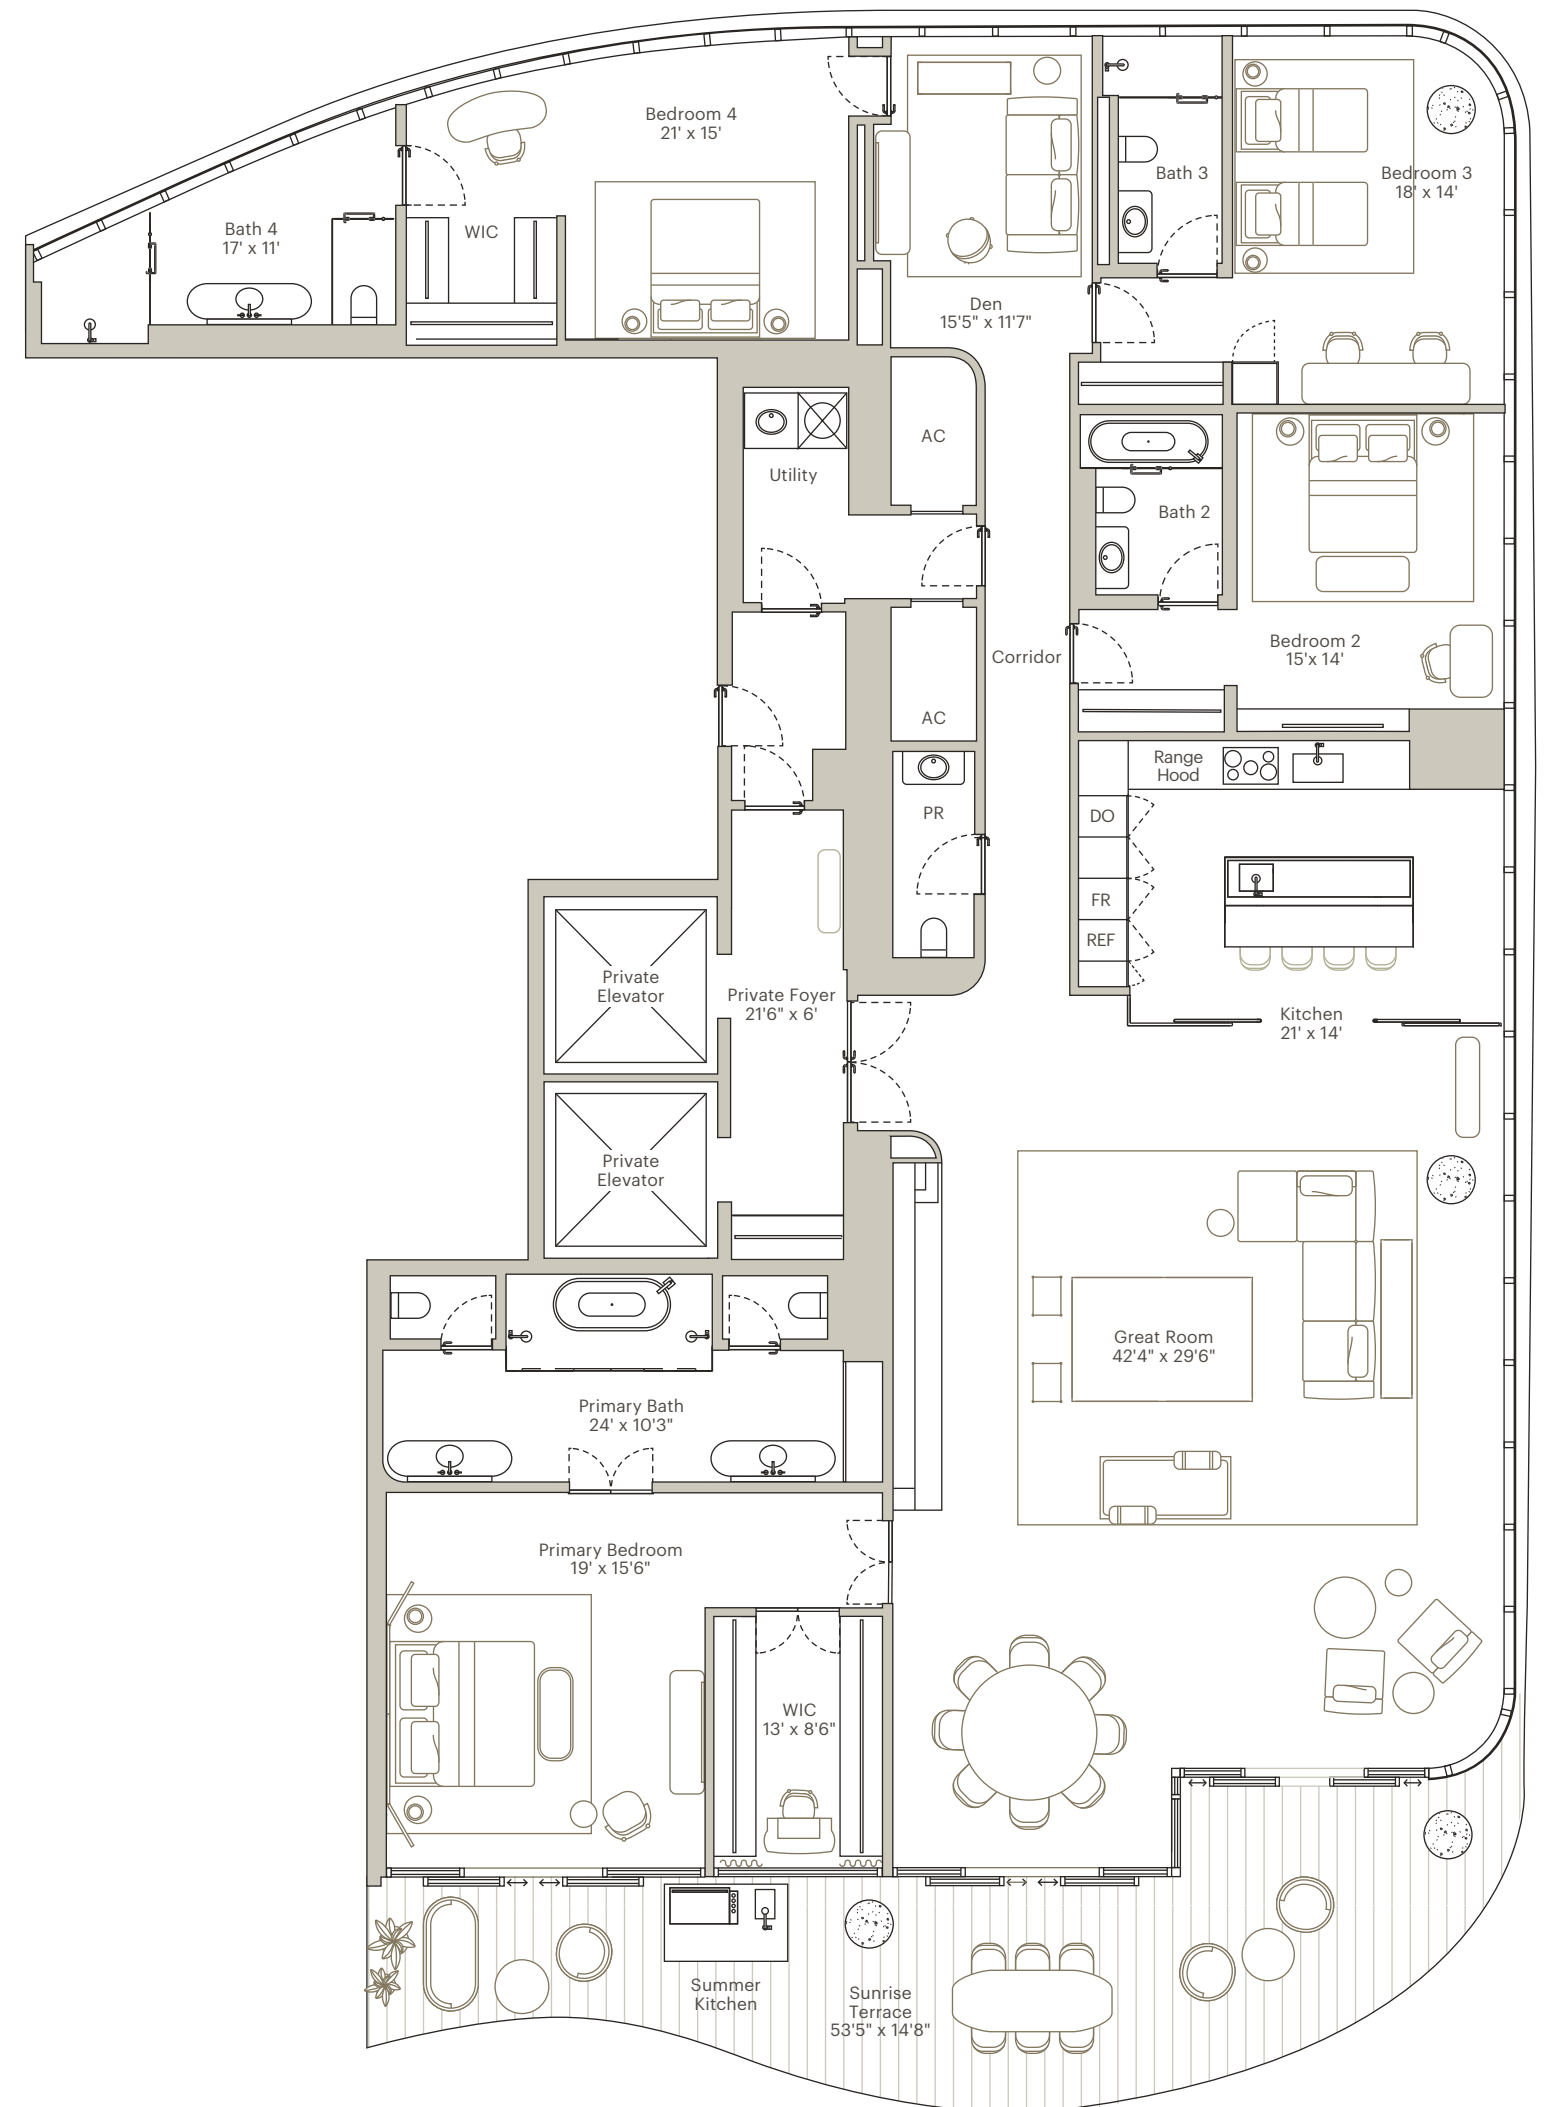 Bedroom 4
21' x 15'
Bath 3
Bedroom 3
18' x 14'
Bath 4
17' x 11'
WIC
Den
15'5" x 11'7"
AC
Utility
Bath 2
Bedroom 2
15'x 14'
Corridor
AC
Range
Hood
PR
DO
FR
REF
Private
Elevator
Private Foyer
21'6" x 6'
Kitchen
21' x 14'
Private
Elevator
Great Room
42'4" x 29'6"
Primary Bath
24' x 10'3"
Primary Bedroom
19' x 15'6"
WIC
13' x 8'6"
Summer
Kitchen
Sunrise
Terrace
53'5" x 14'8"